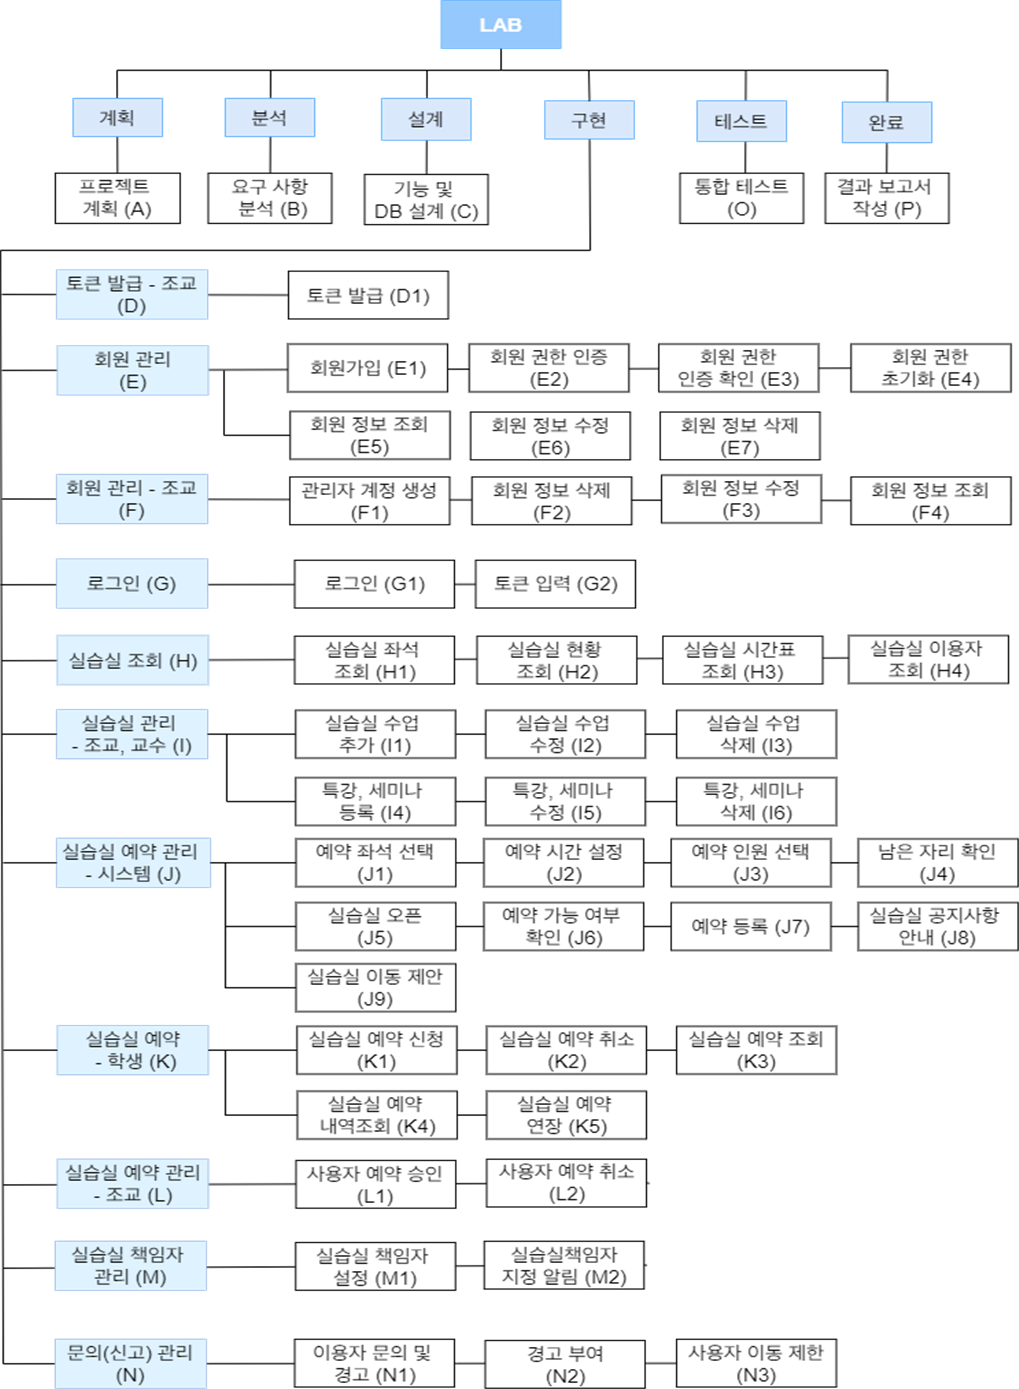 LAB
계획
분석
설계
구현
테스트
완료
프로젝트
계획 (A)
요구 사항
분석 (B)
기능 및
DB 설계 (C)
통합 테스트
(O)
결과 보고서
작성 (P)
토큰 발급 - 조교
(D)
토큰 발급 (D1)
회원 관리
(E)
회원가입 (E1)
회원 권한 인증
(E2)
회원 권한
인증 확인 (E3)
회원 권한
초기화 (E4)
회원 정보 조회
(E5)
회원 정보 수정
(E6)
회원 정보 삭제
(E7)
회원 관리 - 조교
(F)
관리자 계정 생성
(F1)
회원 정보 삭제
(F2)
회원 정보 수정
(F3)
회원 정보 조회
(F4)
로그인 (G)
로그인 (G1)
토큰 입력 (G2)
실습실 조회 (H)
실습실 좌석
조회 (H1)
실습실 현황
조회 (H2)
실습실 시간표
조회 (H3)
실습실 이용자
조회 (H4)
실습실 관리
- 조교, 교수 (I)
실습실 수업
추가 (I1)
실습실 수업
수정 (I2)
실습실 수업
삭제 (I3)
특강, 세미나
등록 (I4)
특강, 세미나
수정 (I5)
특강, 세미나
삭제 (I6)
실습실 예약 관리
- 시스템 (J)
예약 좌석 선택
(J1)
예약 시간 설정
(J2)
예약 인원 선택
(J3)
남은 자리 확인
(J4)
실습실 오픈
(J5)
예약 가능 여부
확인 (J6)
예약 등록 (J7)
실습실 공지사항
안내 (J8)
실습실 이동 제안
(J9)
실습실 예약
- 학생 (K)
실습실 예약 신청
(K1)
실습실 예약 취소
(K2)
실습실 예약 조회
(K3)
실습실 예약
내역조회 (K4)
실습실 예약
연장 (K5)
실습실 예약 관리
- 조교 (L)
사용자 예약 승인
(L1)
사용자 예약 취소
(L2)
실습실 책임자
관리 (M)
실습실 책임자
설정 (M1)
실습실책임자
지정 알림 (M2)
문의(신고) 관리
(N)
이용자 문의 및
경고 (N1)
경고 부여
(N2)
사용자 이동 제한
(N3)